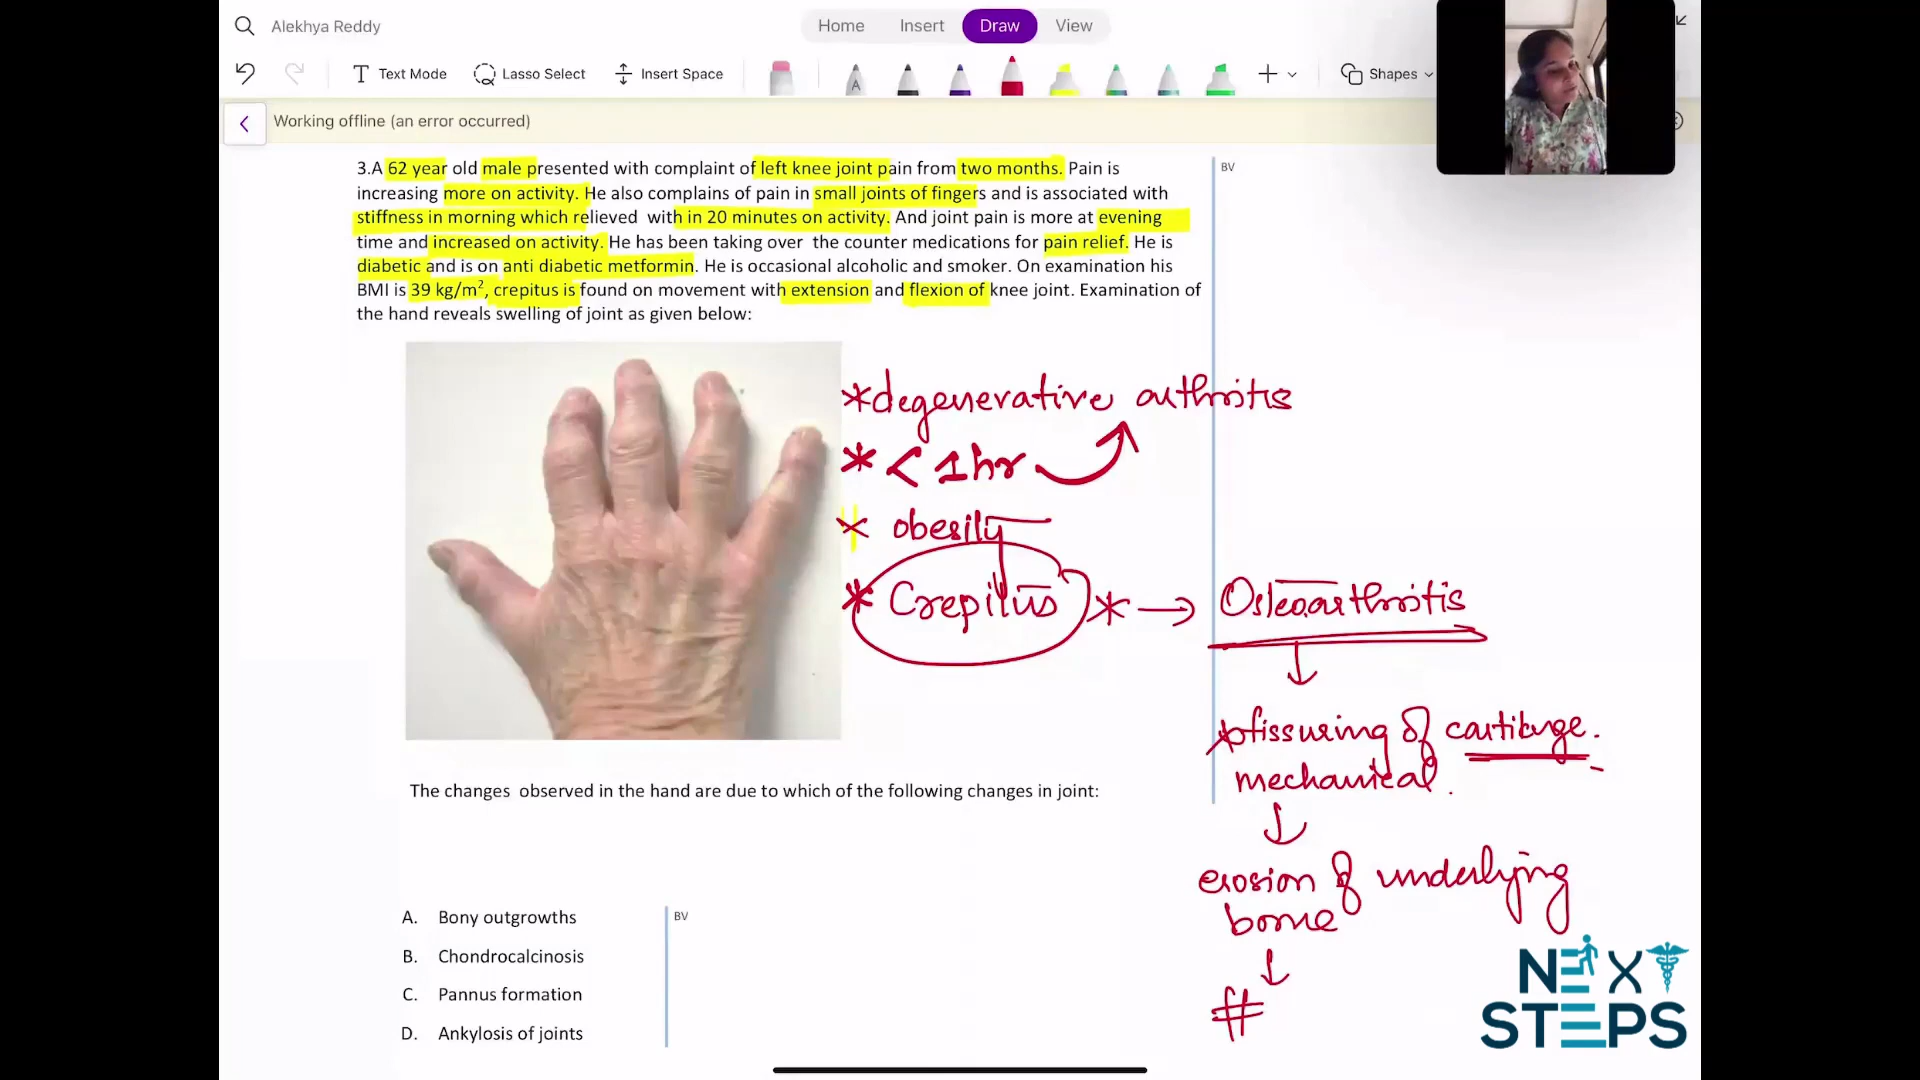 Alekhya Reddy
Home Insert Draw View
Text Mode Lasso Select Insert Space A Shapes
Working offline (an error occurred)
3.A 62 year old male presented with complaint of left knee joint pain from two months. Pain is
increasing more on activity. He also complains of pain in small joints of fingers and is associated with
stiffness in morning which relieved with in 20 minutes on activity. And joint pain is more at evening
time and increased on activity. He has been taking over the counter medications for pain relief. He is
diabetic and is on anti diabetic metformin. He is occasional alcoholic and smoker. On examination his
BMI is 39 kg/m², crepitus is found on movement with extension and flexion of knee joint. Examination of
the hand reveals swelling of joint as given below:
BV
*degenerative arthritis
* < 1hr
* obesity
* Crepitus * → Osteoarthritis
fissuring of cartilage.
mechanical.
erosion of underlying
bone
#
The changes observed in the hand are due to which of the following changes in joint:
A. Bony outgrowths
B. Chondrocalcinosis
C. Pannus formation
D. Ankylosis of joints
BV
NEXT
STEPS